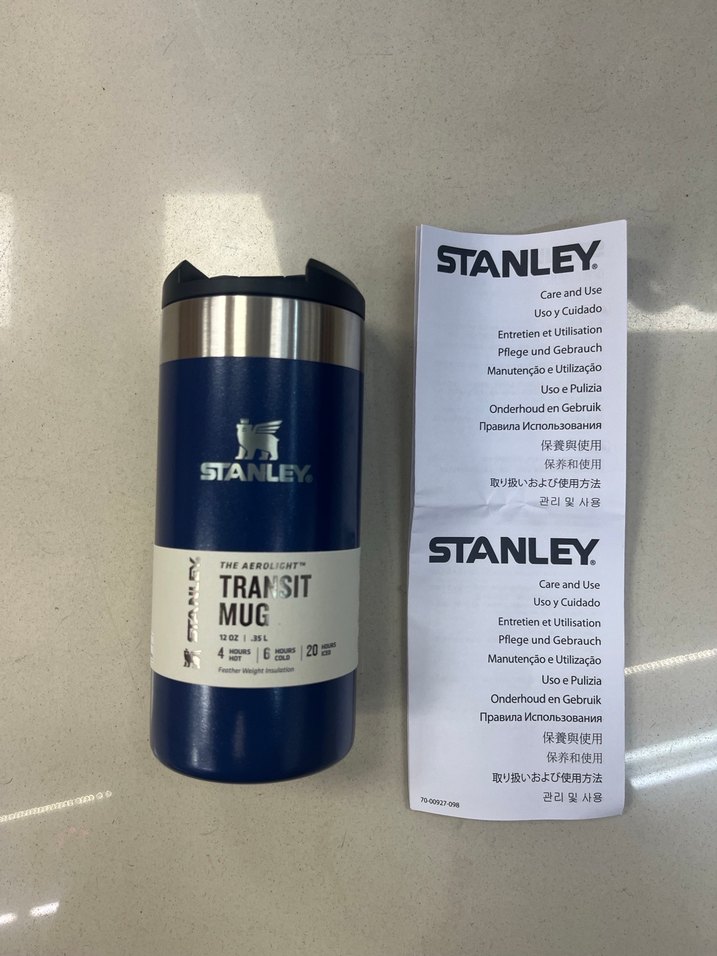 STANLEY®
THE AEROLIGHT™
STANLEY
TRANSIT
MUG
12 OZ | .35 L
4 HOURS HOT | 6 HOURS COLD | 20 HOURS ICED
Feather Weight Insulation
STANLEY®
Care and Use
Uso y Cuidado
Entretien et Utilisation
Pflege und Gebrauch
Manutenção e Utilização
Uso e Pulizia
Onderhoud en Gebruik
Правила Использования
保養與使用
保养和使用
取り扱いおよび使用方法
관리 및 사용
STANLEY®
Care and Use
Uso y Cuidado
Entretien et Utilisation
Pflege und Gebrauch
Manutenção e Utilização
Uso e Pulizia
Onderhoud en Gebruik
Правила Использования
保養與使用
保养和使用
取り扱いおよび使用方法
관리 및 사용
70-00927-098